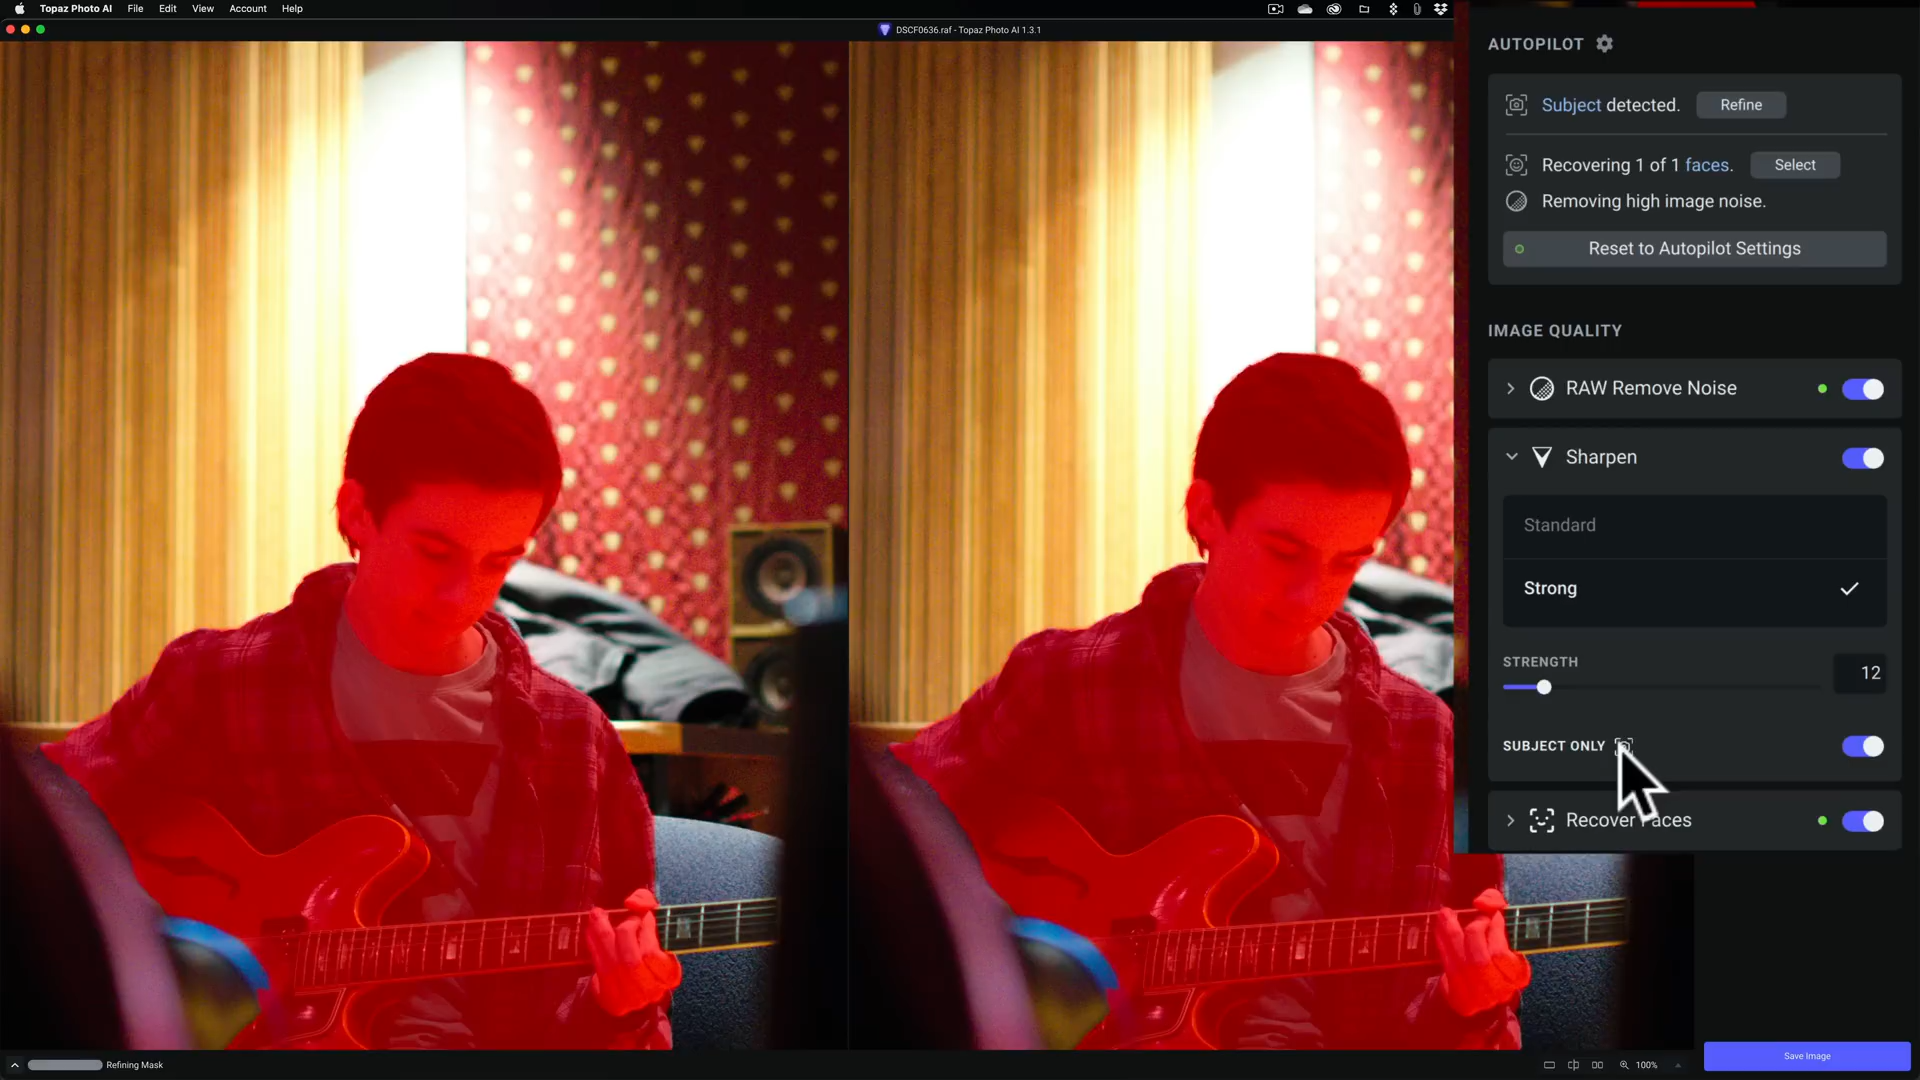 Topaz Photo AI File Edit View Account Help
DSCF0636.raf - Topaz Photo AI 1.3.1
AUTOPILOT
Subject detected. Refine
Recovering 1 of 1 faces. Select
Removing high image noise.
Reset to Autopilot Settings
IMAGE QUALITY
RAW Remove Noise
Sharpen
Standard
Strong
STRENGTH
12
SUBJECT ONLY
Recover Faces
Refining Mask
100%
Save Image